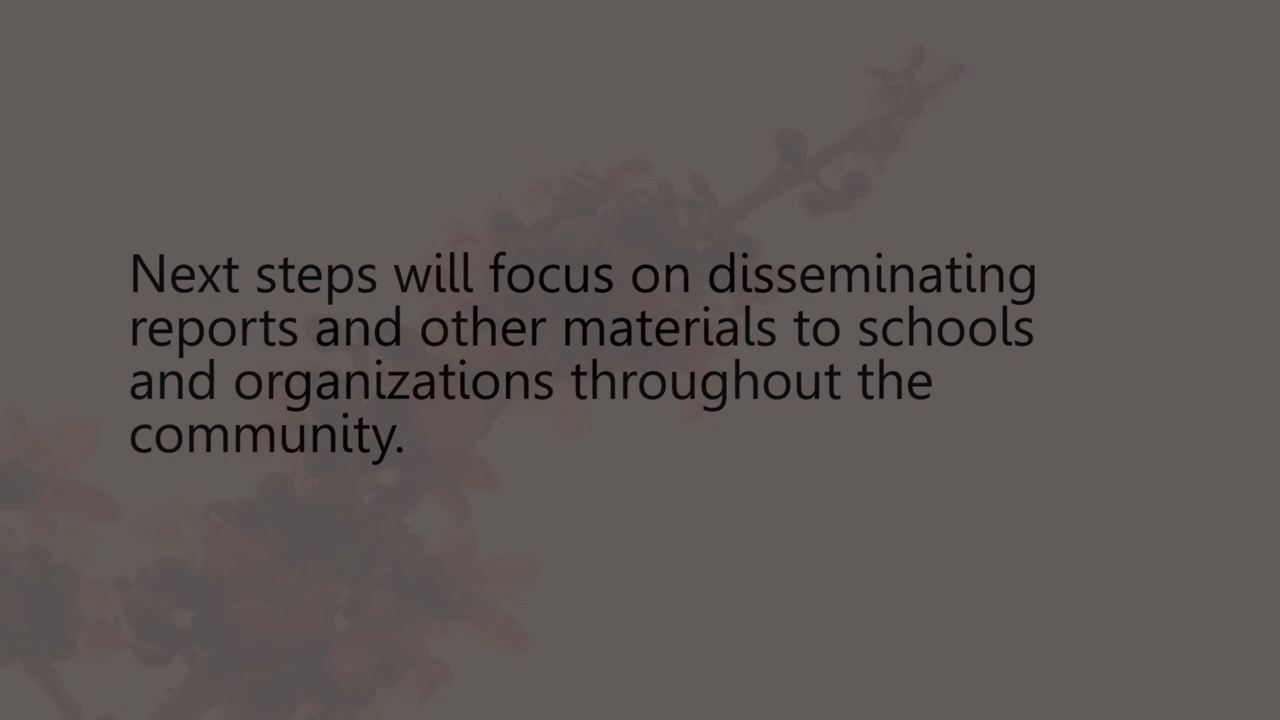 Next steps will focus on disseminating
reports and other materials to schools
and organizations throughout the
community.